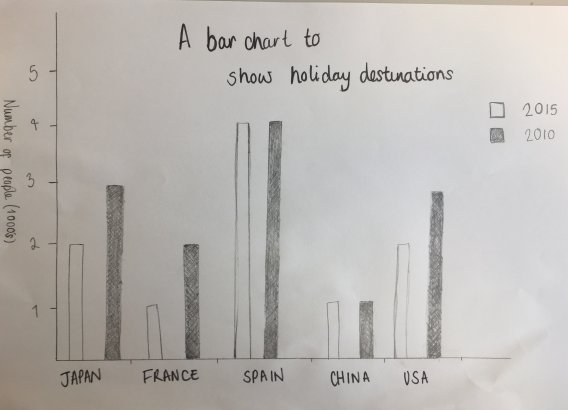 A bar chart to
show holiday destinations
2015
2010
Number of people (1000s)
5
4
3
2
1
JAPAN FRANCE SPAIN CHINA USA